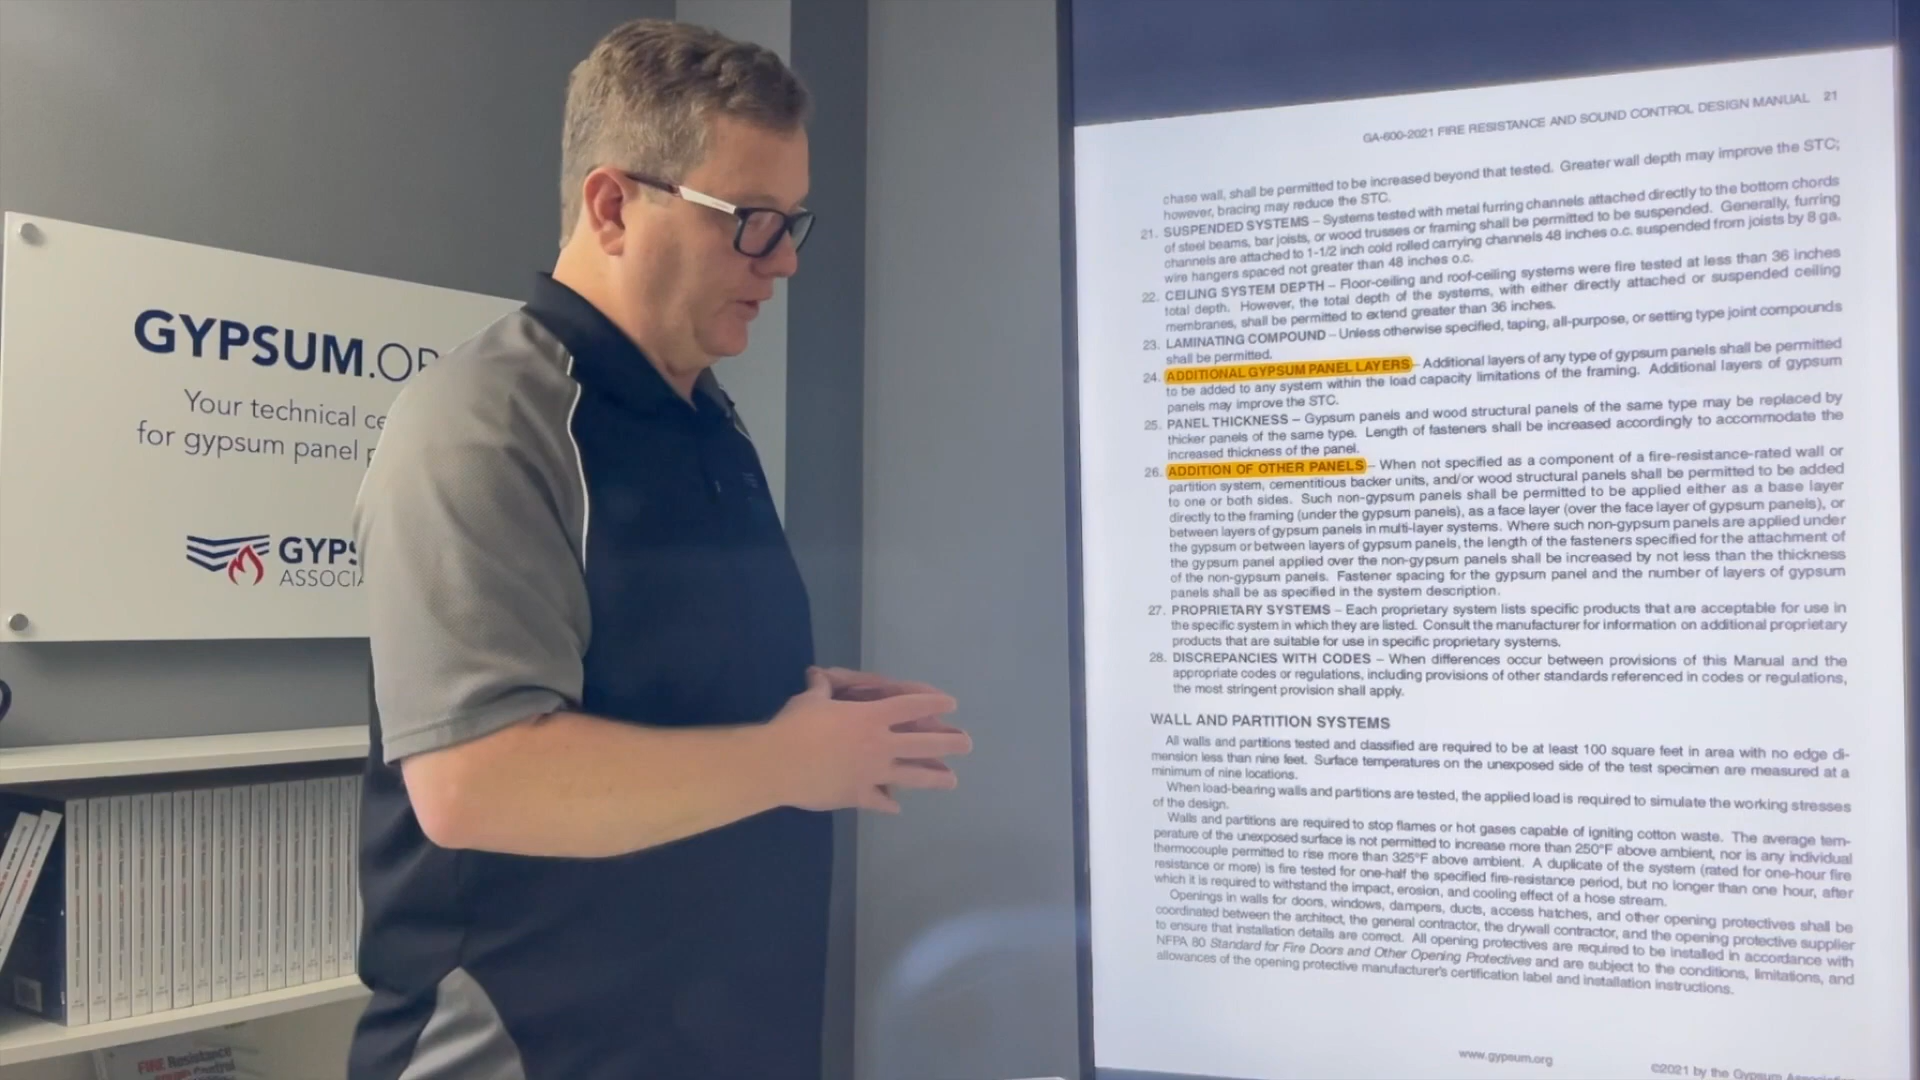 GYPSUM.OR
Your technical ce
for gypsum panel p
GYPS
ASSOCIA
FIRE Resistance
GA-600-2021 FIRE RESISTANCE AND SOUND CONTROL DESIGN MANUAL 21
chase wall, shall be permitted to be increased beyond that tested. Greater wall depth may improve the STC;
however, bracing may reduce the STC.
21. SUSPENDED SYSTEMS – Systems tested with metal furring channels attached directly to the bottom chords
of steel beams, bar joists, or wood trusses or framing shall be permitted to be suspended. Generally, furring
channels are attached to 1-1/2 inch cold rolled carrying channels 48 inches o.c. suspended from joists by 8 ga.
wire hangers spaced not greater than 48 inches o.c.
22. CEILING SYSTEM DEPTH – Floor-ceiling and roof-ceiling systems were fire tested at less than 36 inches
total depth. However, the total depth of the systems, with either directly attached or suspended ceiling
membranes, shall be permitted to extend greater than 36 inches.
23. LAMINATING COMPOUND – Unless otherwise specified, taping, all-purpose, or setting type joint compounds
shall be permitted.
24. ADDITIONAL GYPSUM PANEL LAYERS – Additional layers of any type of gypsum panels shall be permitted
to be added to any system within the load capacity limitations of the framing. Additional layers of gypsum
panels may improve the STC.
25. PANEL THICKNESS – Gypsum panels and wood structural panels of the same type may be replaced by
thicker panels of the same type. Length of fasteners shall be increased accordingly to accommodate the
increased thickness of the panel.
26. ADDITION OF OTHER PANELS – When not specified as a component of a fire-resistance-rated wall or
partition system, cementitious backer units, and/or wood structural panels shall be permitted to be added
to one or both sides. Such non-gypsum panels shall be permitted to be applied either as a base layer
directly to the framing (under the gypsum panels), as a face layer (over the face layer of gypsum panels), or
between layers of gypsum panels in multi-layer systems. Where such non-gypsum panels are applied under
the gypsum or between layers of gypsum panels, the length of the fasteners specified for the attachment of
the gypsum panel applied over the non-gypsum panels shall be increased by not less than the thickness
of the non-gypsum panels. Fastener spacing for the gypsum panel and the number of layers of gypsum
panels shall be as specified in the system description.
27. PROPRIETARY SYSTEMS – Each proprietary system lists specific products that are acceptable for use in
the specific system in which they are listed. Consult the manufacturer for information on additional proprietary
products that are suitable for use in specific proprietary systems.
28. DISCREPANCIES WITH CODES – When differences occur between provisions of this Manual and the
appropriate codes or regulations, including provisions of other standards referenced in codes or regulations,
the most stringent provision shall apply.
WALL AND PARTITION SYSTEMS
All walls and partitions tested and classified are required to be at least 100 square feet in area with no edge di-
mension less than nine feet. Surface temperatures on the unexposed side of the test specimen are measured at a
minimum of nine locations.
When load-bearing walls and partitions are tested, the applied load is required to simulate the working stresses
of the design.
Walls and partitions are required to stop flames or hot gases capable of igniting cotton waste. The average tem-
perature of the unexposed surface is not permitted to increase more than 250°F above ambient, nor is any individual
thermocouple permitted to rise more than 325°F above ambient. A duplicate of the system (rated for one-hour fire
resistance or more) is fire tested for one-half the specified fire-resistance period, but no longer than one hour, after
which it is required to withstand the impact, erosion, and cooling effect of a hose stream.
Openings in walls for doors, windows, dampers, ducts, access hatches, and other opening protectives shall be
coordinated between the architect, the general contractor, the drywall contractor, and the opening protective supplier
to ensure that installation details are correct. All opening protectives are required to be installed in accordance with
NFPA 80 Standard for Fire Doors and Other Opening Protectives and are subject to the conditions, limitations, and
allowances of the opening protective manufacturer's certification label and installation instructions.
www.gypsum.org
©2021 by the Gypsum